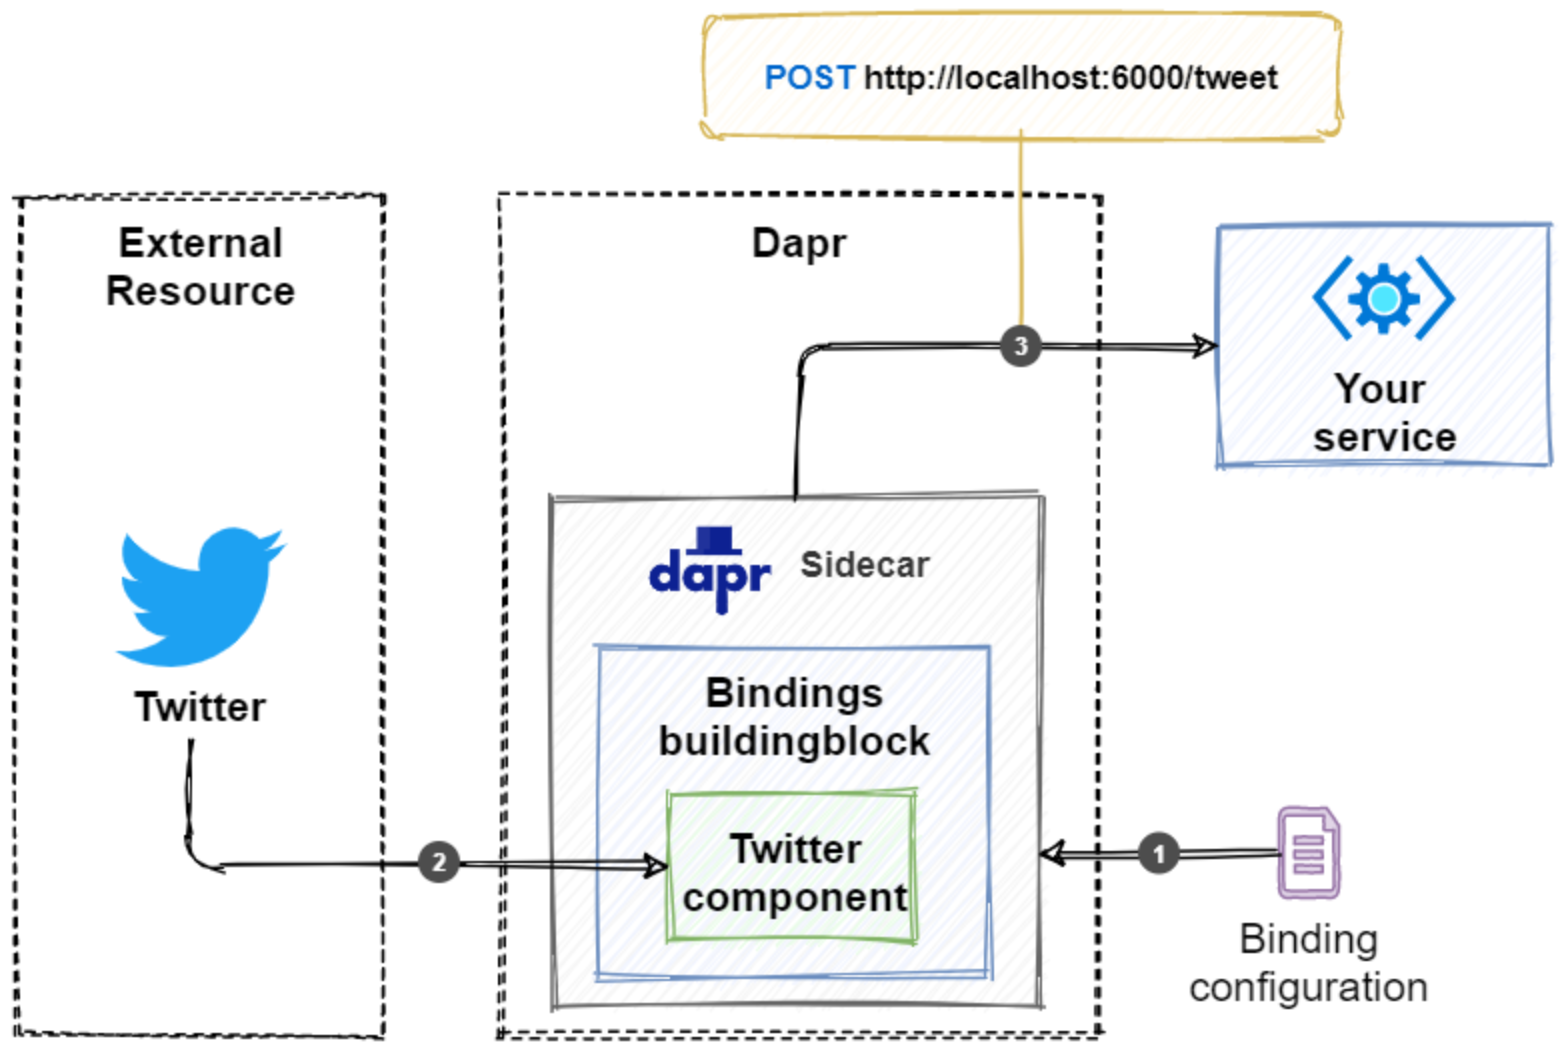 POST http://localhost:6000/tweet
External
Resource
Dapr
3
Your
service
dapr
Sidecar
Twitter
Bindings
buildingblock
Twitter
component
2
1
Binding
configuration